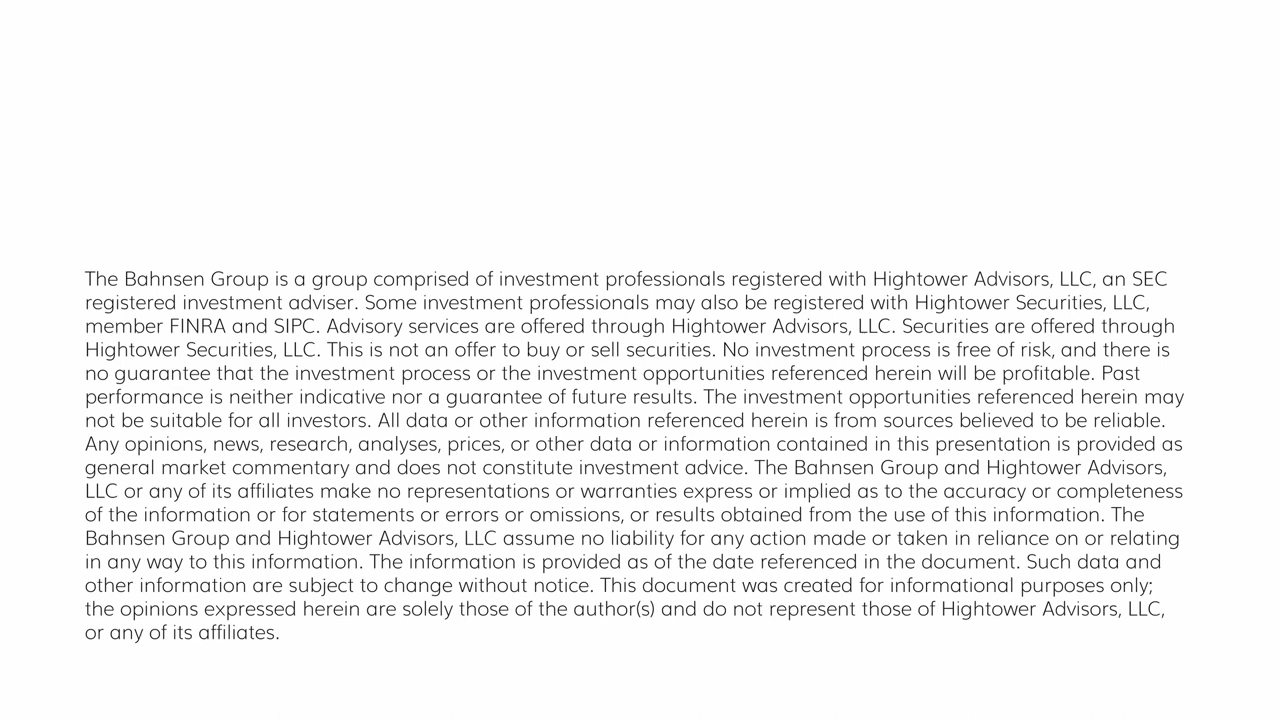 The Bahnsen Group is a group comprised of investment professionals registered with Hightower Advisors, LLC, an SEC
registered investment adviser. Some investment professionals may also be registered with Hightower Securities, LLC,
member FINRA and SIPC. Advisory services are offered through Hightower Advisors, LLC. Securities are offered through
Hightower Securities, LLC. This is not an offer to buy or sell securities. No investment process is free of risk, and there is
no guarantee that the investment process or the investment opportunities referenced herein will be profitable. Past
performance is neither indicative nor a guarantee of future results. The investment opportunities referenced herein may
not be suitable for all investors. All data or other information referenced herein is from sources believed to be reliable.
Any opinions, news, research, analyses, prices, or other data or information contained in this presentation is provided as
general market commentary and does not constitute investment advice. The Bahnsen Group and Hightower Advisors,
LLC or any of its affiliates make no representations or warranties express or implied as to the accuracy or completeness
of the information or for statements or errors or omissions, or results obtained from the use of this information. The
Bahnsen Group and Hightower Advisors, LLC assume no liability for any action made or taken in reliance on or relating
in any way to this information. The information is provided as of the date referenced in the document. Such data and
other information are subject to change without notice. This document was created for informational purposes only;
the opinions expressed herein are solely those of the author(s) and do not represent those of Hightower Advisors, LLC,
or any of its affiliates.